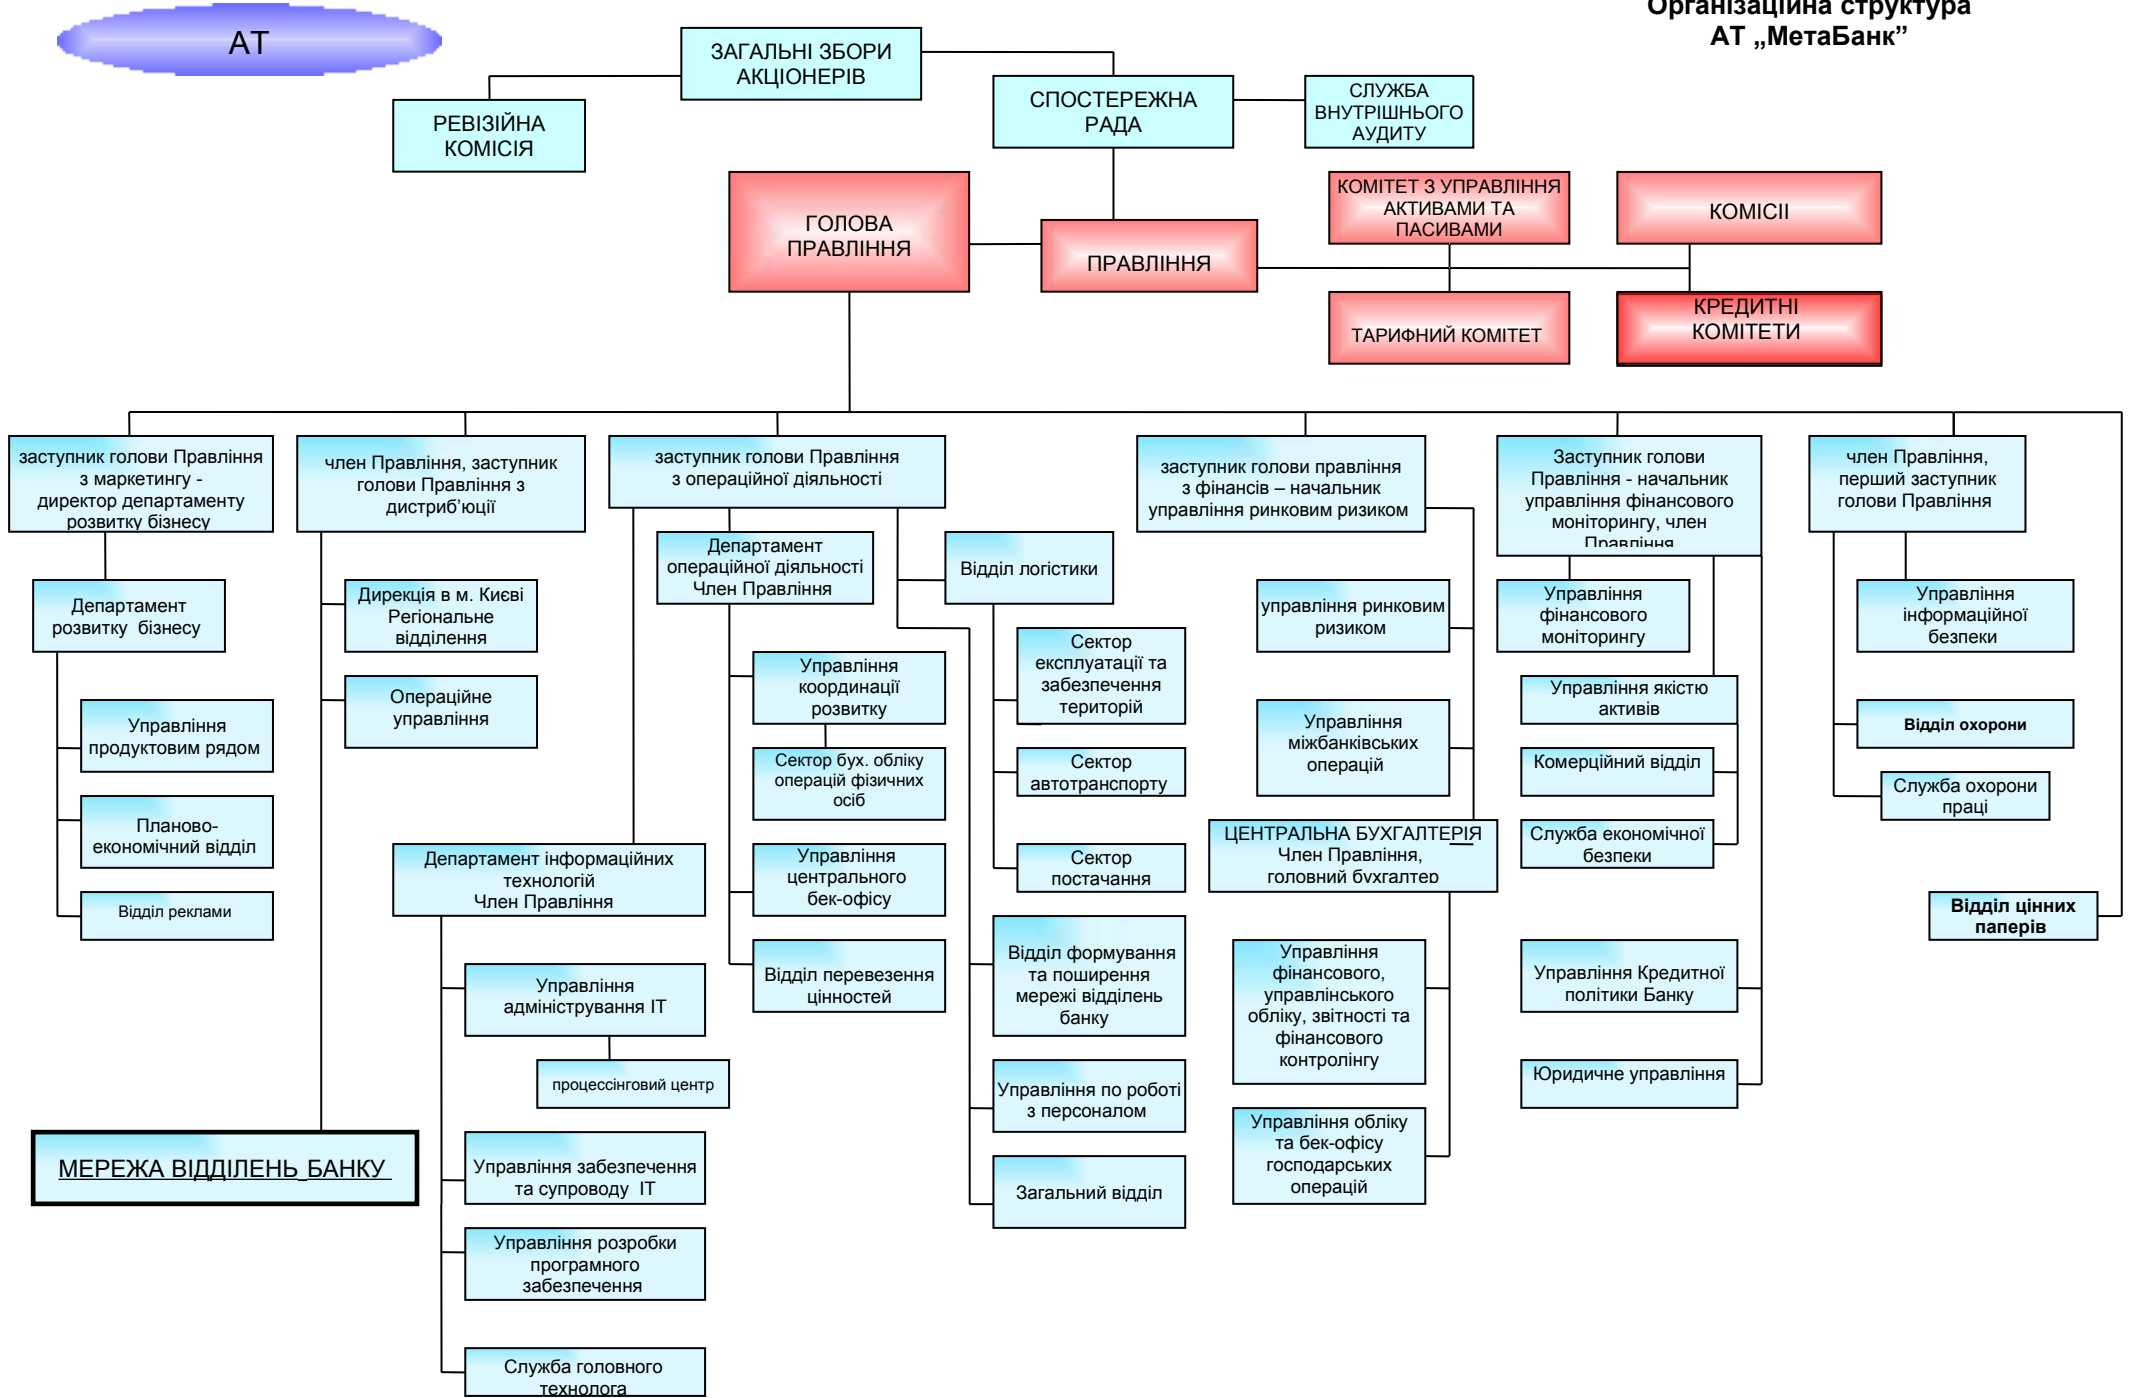 Організаційна структура
АТ „МетаБанк”
АТ
ЗАГАЛЬНІ ЗБОРИ
АКЦІОНЕРІВ
РЕВІЗІЙНА
КОМІСІЯ
СПОСТЕРЕЖНА
РАДА
СЛУЖБА
ВНУТРІШНЬОГО
АУДИТУ
ГОЛОВА
ПРАВЛІННЯ
ПРАВЛІННЯ
КОМІТЕТ З УПРАВЛІННЯ
АКТИВАМИ ТА
ПАСИВАМИ
КОМІСІІ
ТАРИФНИЙ КОМІТЕТ
КРЕДИТНІ
КОМІТЕТИ
заступник голови Правління
з маркетингу -
директор департаменту
розвитку бізнесу
член Правління, заступник
голови Правління з
дистриб’юції
заступник голови Правління
з операційної діяльності
заступник голови правління
з фінансів – начальник
управління ринковим ризиком
Заступник голови
Правління - начальник
управління фінансового
моніторингу, член
Правління
член Правління,
перший заступник
голови Правління
Департамент
розвитку  бізнесу
Управління
продуктовим рядом
Планово-
економічний відділ
Відділ реклами
Дирекція в м. Києві
Регіональне
відділення
Операційне
управління
МЕРЕЖА ВІДДІЛЕНЬ_БАНКУ
Департамент
операційної діяльності
Член Правління
Управління
координації
розвитку
Сектор бух. обліку
операцій фізичних
осіб
Управління
центрального
бек-офісу
Відділ перевезення
цінностей
Департамент інформаційних
технологій
Член Правління
Управління
адміністрування ІТ
процессінговий центр
Управління забезпечення
та супроводу  ІТ
Управління розробки
програмного
забезпечення
Служба головного
технолога
Відділ логістики
Сектор
експлуатації та
забезпечення
територій
Сектор
автотранспорту
Сектор
постачання
Відділ формування
та поширення
мережі відділень
банку
Управління по роботі
з персоналом
Загальний відділ
управління ринковим
ризиком
Управління
міжбанківських
операцій
ЦЕНТРАЛЬНА БУХГАЛТЕРІЯ
Член Правління,
головний бухгалтер
Управління
фінансового,
управлінського
обліку, звітності та
фінансового
контролінгу
Управління обліку
та бек-офісу
господарських
операцій
Управління
фінансового
моніторингу
Управління якістю
активів
Комерційний відділ
Служба економічної
безпеки
Управління Кредитної
політики Банку
Юридичне управління
Управління
інформаційної
безпеки
Відділ охорони
Служба охорони
праці
Відділ цінних
паперів